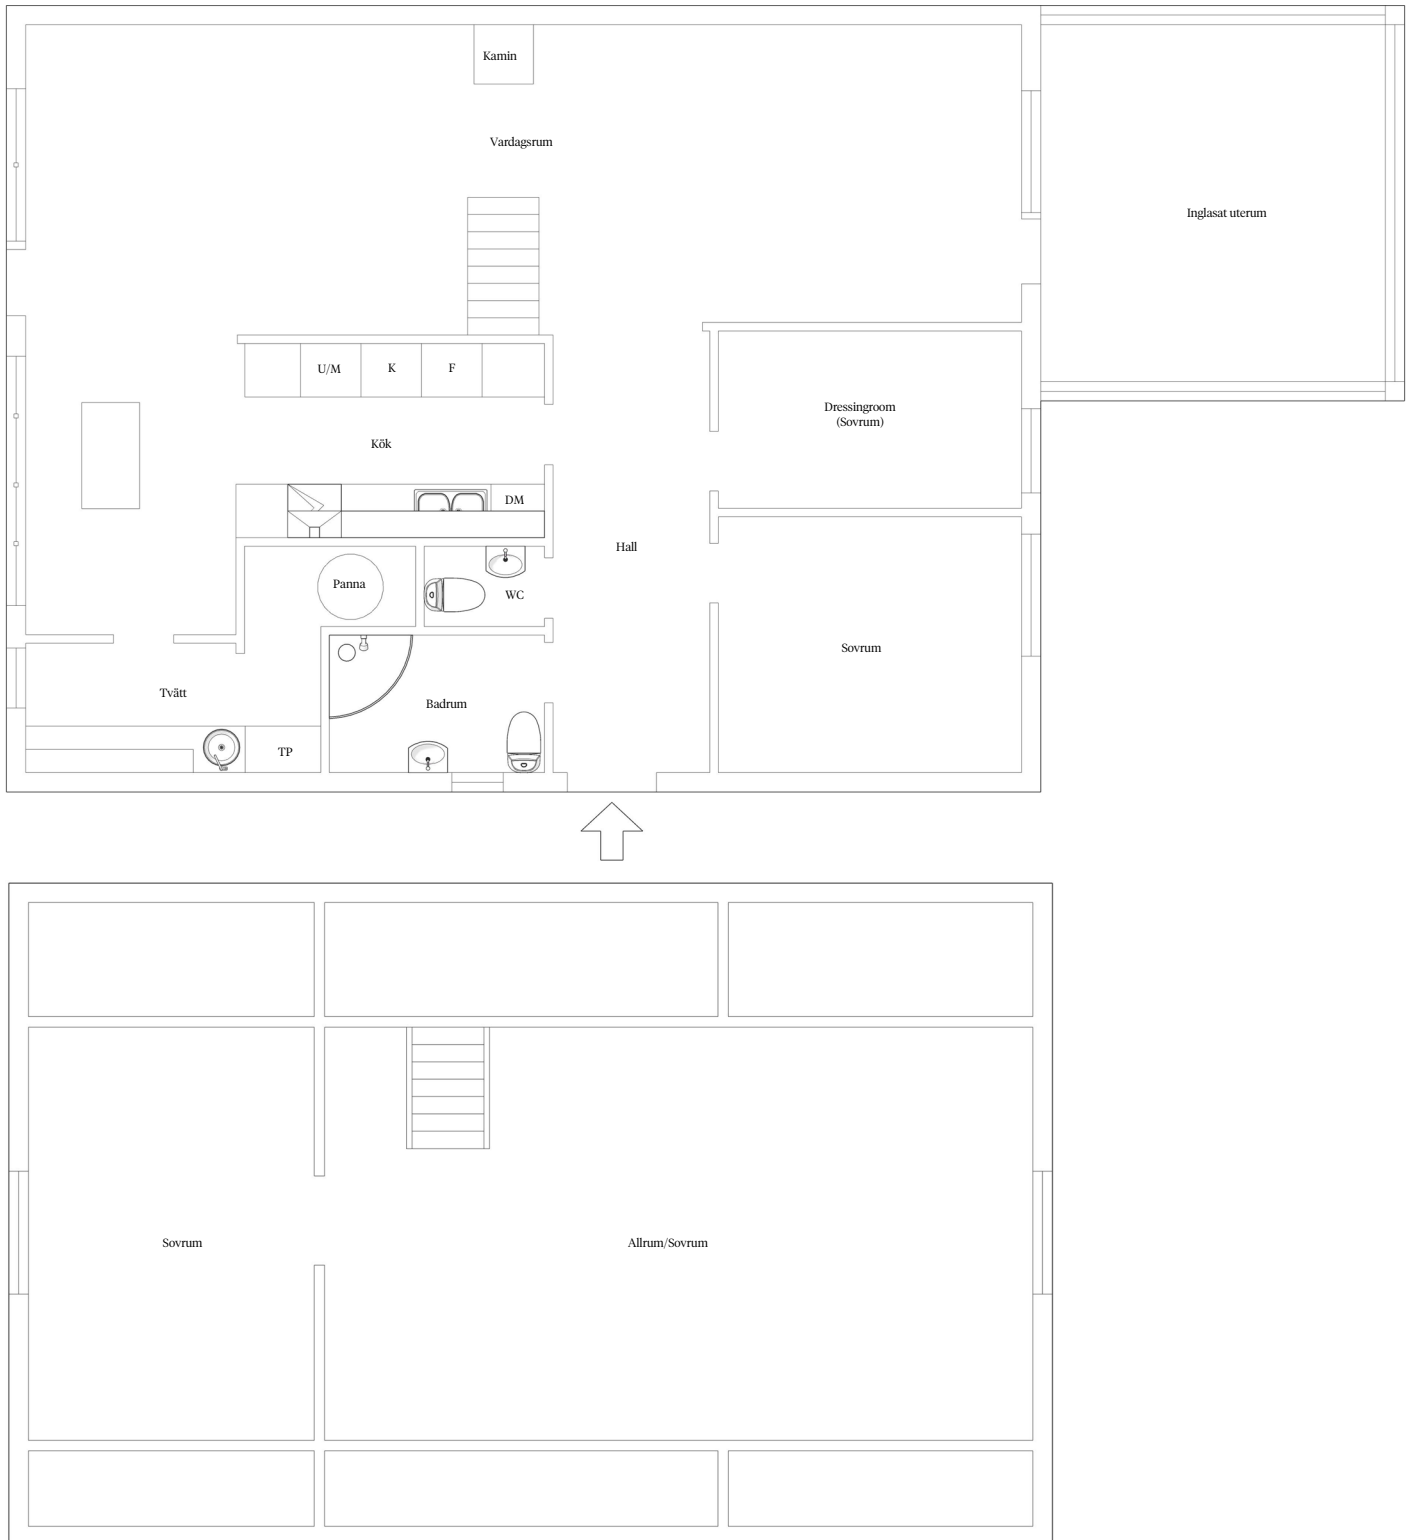 Kamin
Vardagsrum
Inglasat uterum
U/M
K
F
Dressingroom
(Sovrum)
Kök
DM
Hall
Panna
WC
Sovrum
Tvätt
Badrum
TP
Sovrum
Allrum/Sovrum